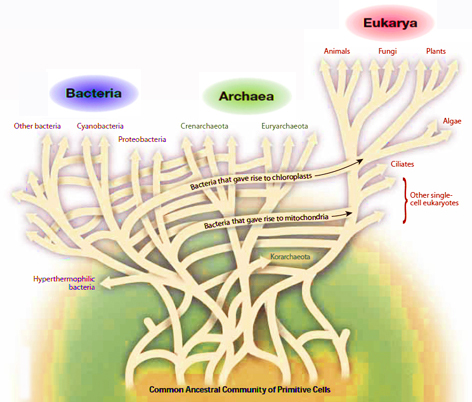 Eukarya
Animals
Fungi
Plants
Bacteria
Archaea
Other bacteria
Cyanobacteria
Proteobacteria
Crenarchaeota
Euryarchaeota
Algae
Ciliates
Bacteria that gave rise to chloroplasts
Other single-
cell eukaryotes
Bacteria that gave rise to mitochondria
Korarchaeota
Hyperthermophilic
bacteria
Common Ancestral Community of Primitive Cells